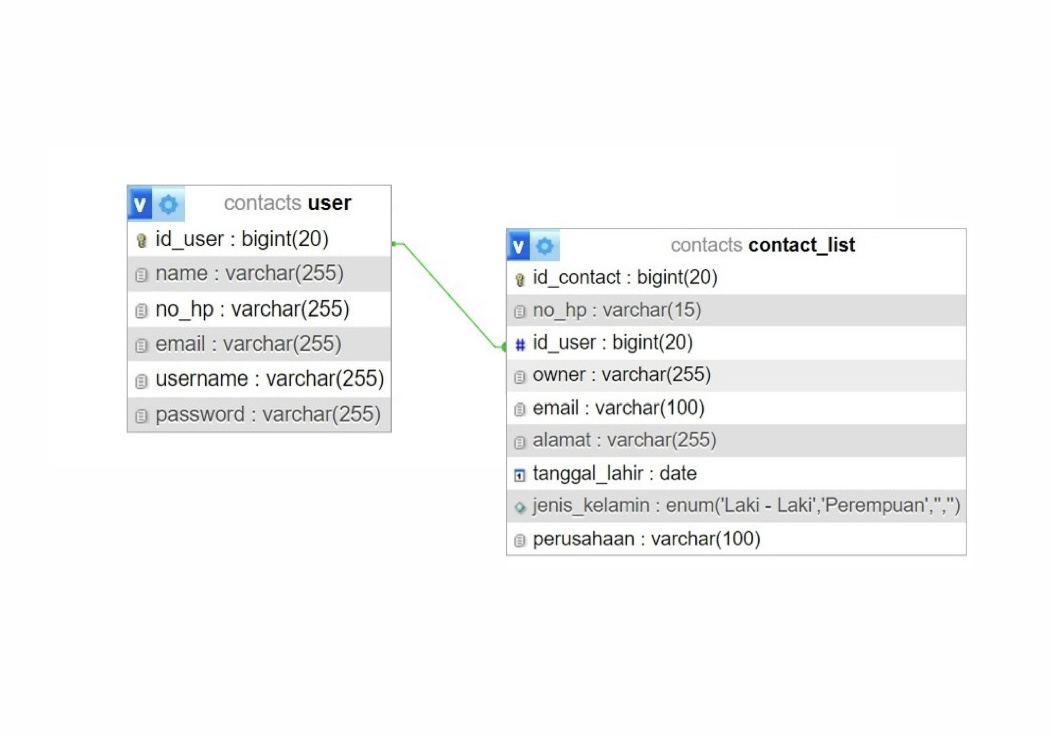 v contacts user
id_user : bigint(20)
name : varchar(255)
no_hp : varchar(255)
email : varchar(255)
username : varchar(255)
password : varchar(255)
v contacts contact_list
id_contact : bigint(20)
no_hp : varchar(15)
# id_user : bigint(20)
owner : varchar(255)
email : varchar(100)
alamat : varchar(255)
tanggal_lahir : date
jenis_kelamin : enum('Laki - Laki','Perempuan','','')
perusahaan : varchar(100)